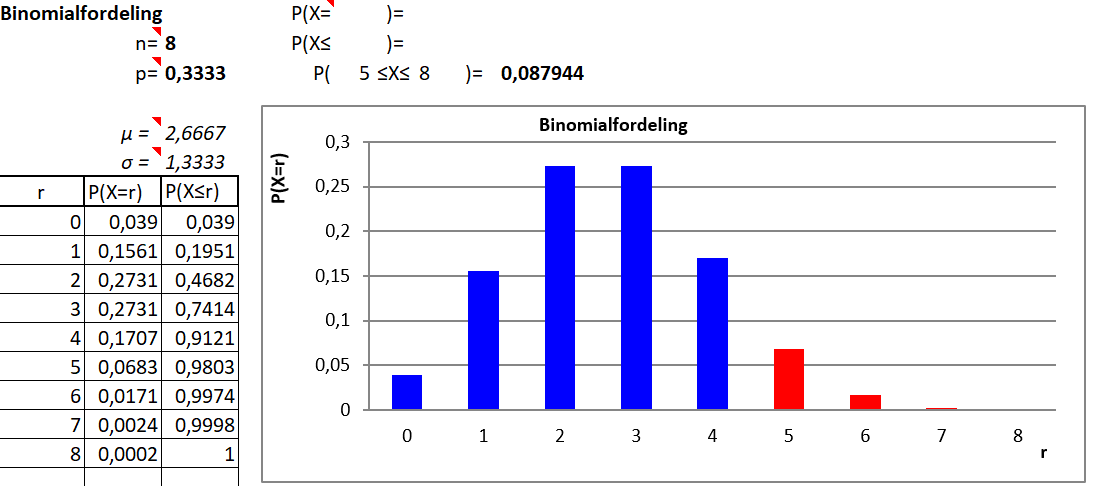 Binomialfordeling P(X= )=
n= 8 P(X≤ )=
p= 0,3333 P( 5 ≤X≤ 8 )= 0,087944
μ = 2,6667
σ = 1,3333
r P(X=r) P(X≤r)
0 0,039 0,039
1 0,1561 0,1951
2 0,2731 0,4682
3 0,2731 0,7414
4 0,1707 0,9121
5 0,0683 0,9803
6 0,0171 0,9974
7 0,0024 0,9998
8 0,0002 1
Binomialfordeling
P(X=r)
0,3
0,25
0,2
0,15
0,1
0,05
0
0 1 2 3 4 5 6 7 8
r